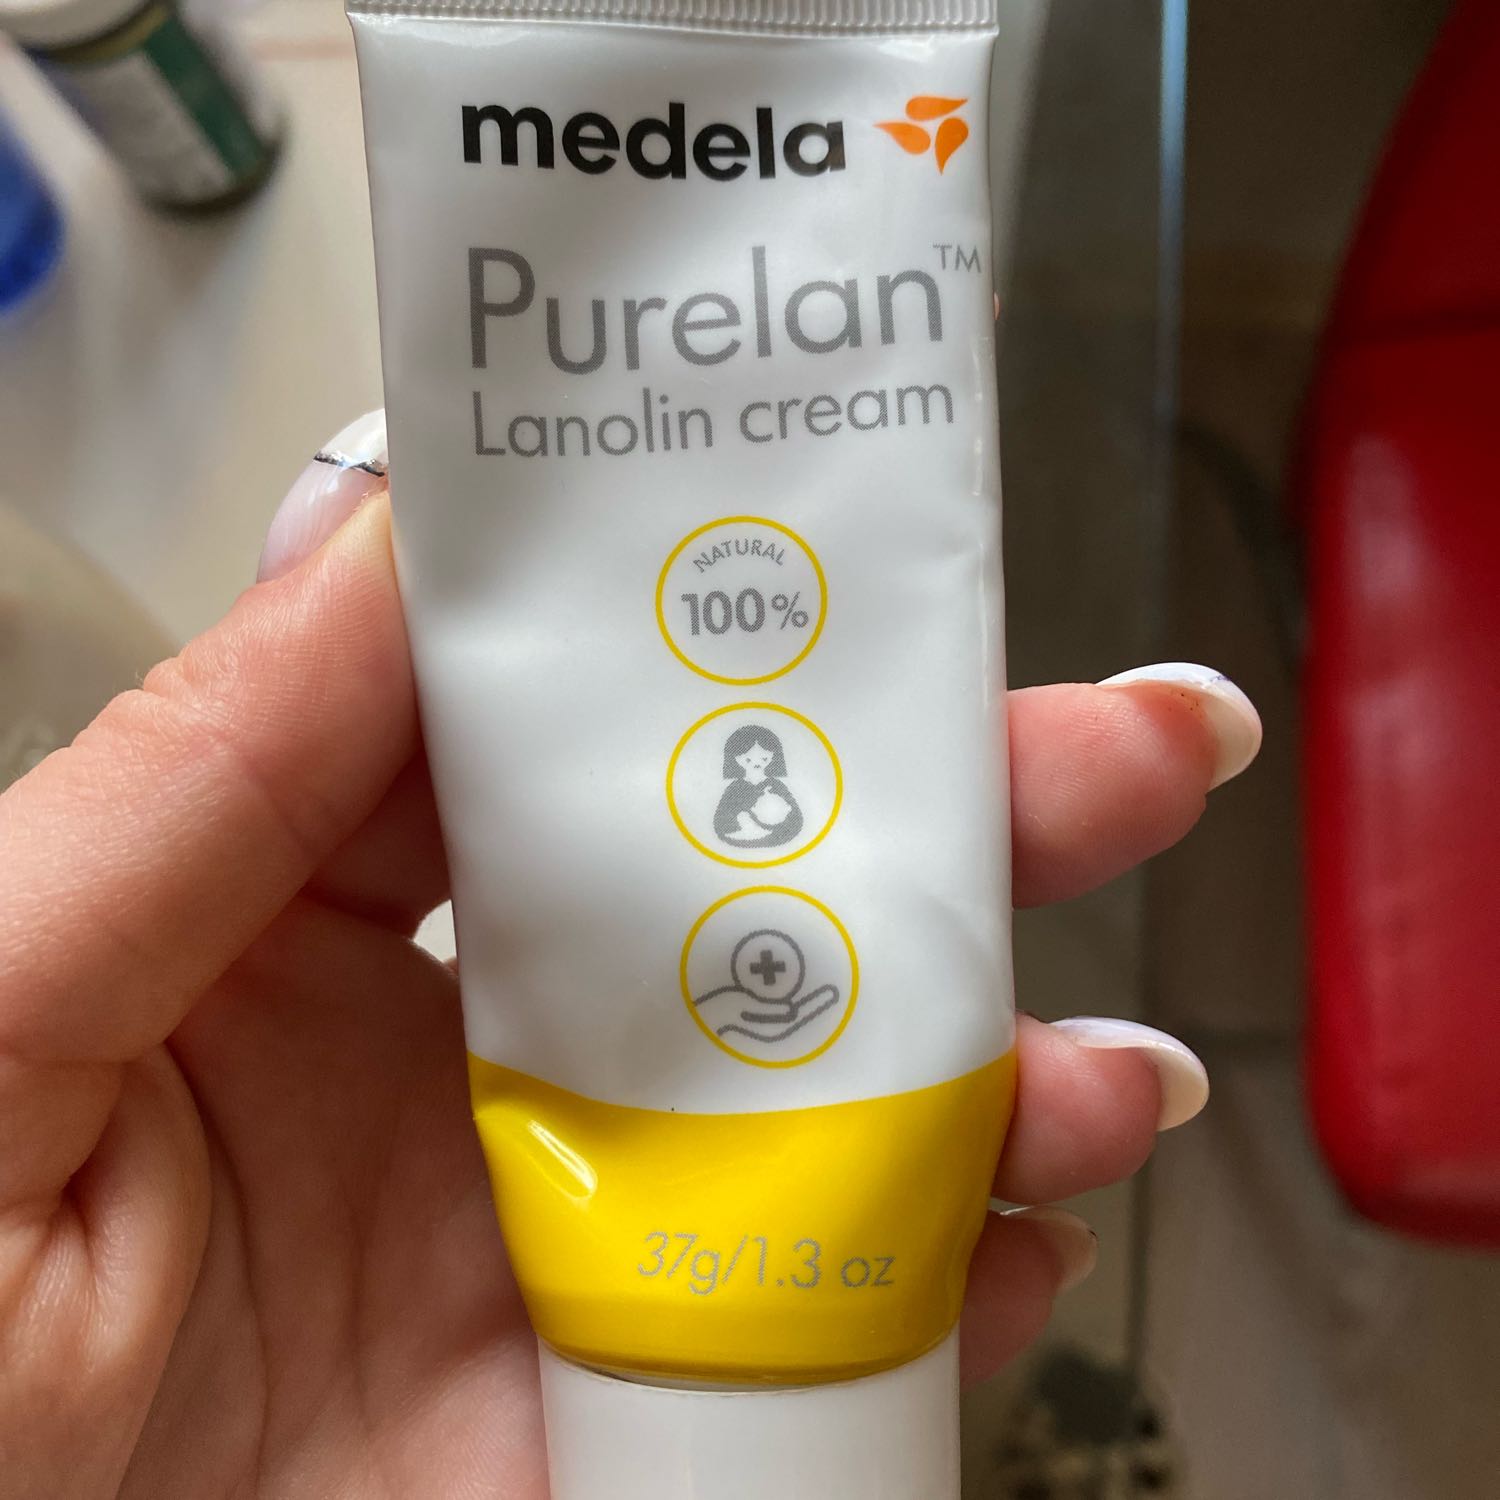 medela
Purelan™
Lanolin cream
NATURAL
100%
37g/1.3 oz